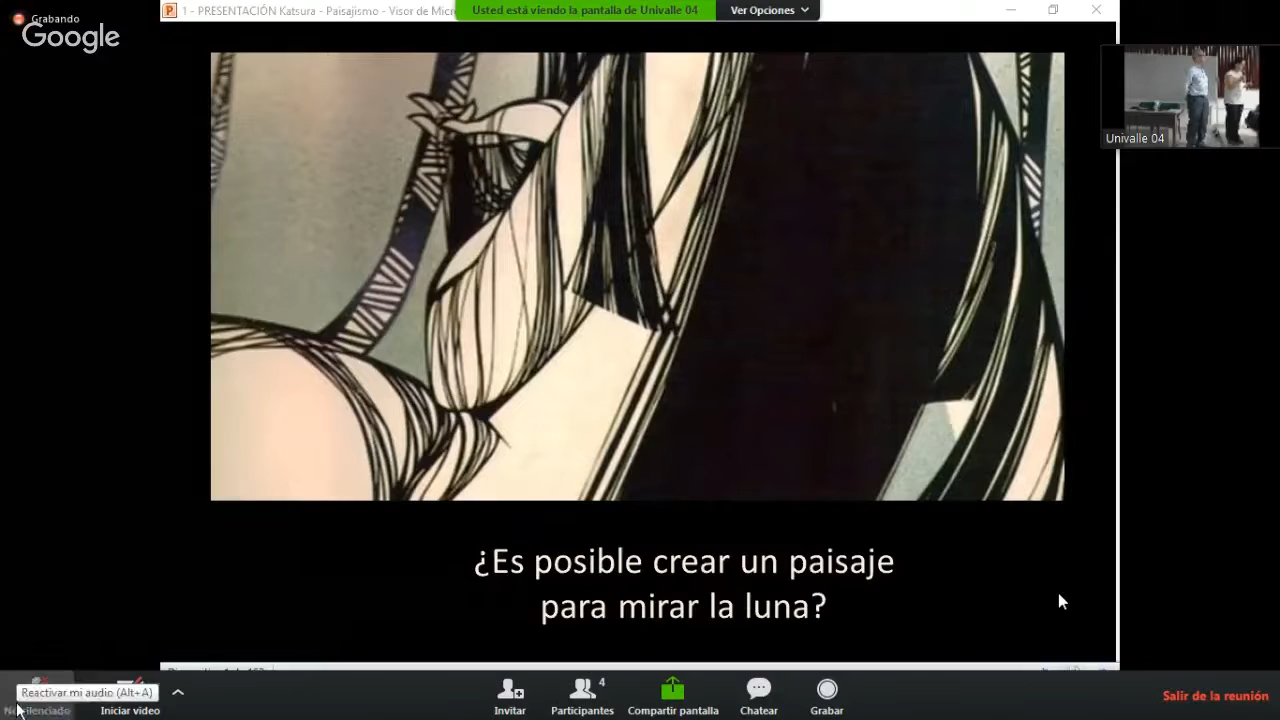 Grabando
Google
1 - PRESENTACIÓN Katsura - Paisajismo - Visor de Micr
Usted está viendo la pantalla de Univalle 04
Ver Opciones
Univalle 04
¿Es posible crear un paisaje
para mirar la luna?
Reactivar mi audio (Alt+A)
Iniciar video
Invitar
4
Participantes
Compartir pantalla
Chatear
Grabar
Salir de la reunión